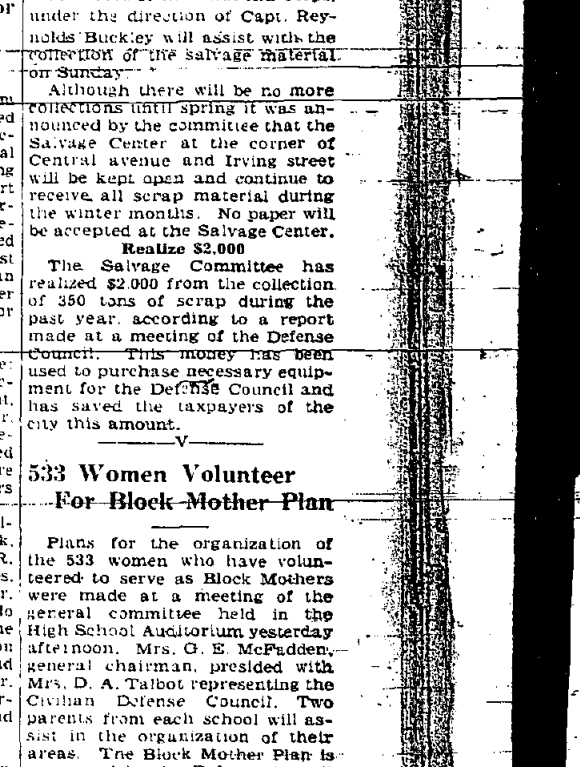 under the direction of Capt. Rey-
nolds Buckley will assist with the
collection of the salvage material
on Sunday.
Although there will be no more
collections until spring it was an-
nounced by the committee that the
Salvage Center at the corner of
Central avenue and Irving street
will be kept open and continue to
receive all scrap material during
the winter months. No paper will
be accepted at the Salvage Center.
Realize $2,000
The Salvage Committee has
realized $2,000 from the collection
of 350 tons of scrap during the
past year, according to a report
made at a meeting of the Defense
Council. This money has been
used to purchase necessary equip-
ment for the Defense Council and
has saved the taxpayers of the
city this amount.
V
533 Women Volunteer
For Block Mother Plan
Plans for the organization of
the 533 women who have volun-
teered to serve as Block Mothers
were made at a meeting of the
general committee held in the
High School Auditorium yesterday
afternoon. Mrs. G. E. McFadden,
general chairman, presided with
Mrs. D. A. Talbot representing the
Civilian Defense Council. Two
parents from each school will as-
sist in the organization of their
areas. The Block Mother Plan is